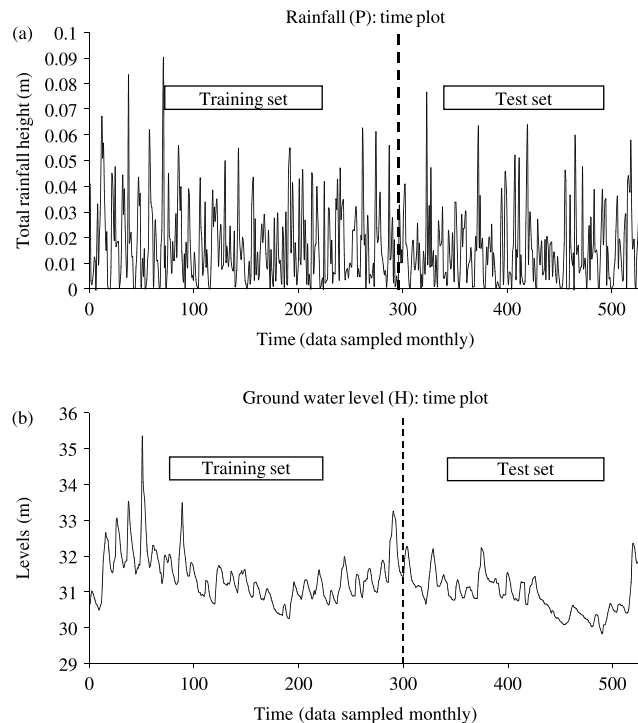 Rainfall (P): time plot
(a)
0.1
0.09
0.08
0.07
0.06
0.05
0.04
0.03
0.02
0.01
0
Total rainfall height (m)
Training set
Test set
0 100 200 300 400 500
Time (data sampled monthly)
Ground water level (H): time plot
(b)
36
35
34
33
32
31
30
29
Levels (m)
Training set
Test set
0 100 200 300 400 500
Time (data sampled monthly)